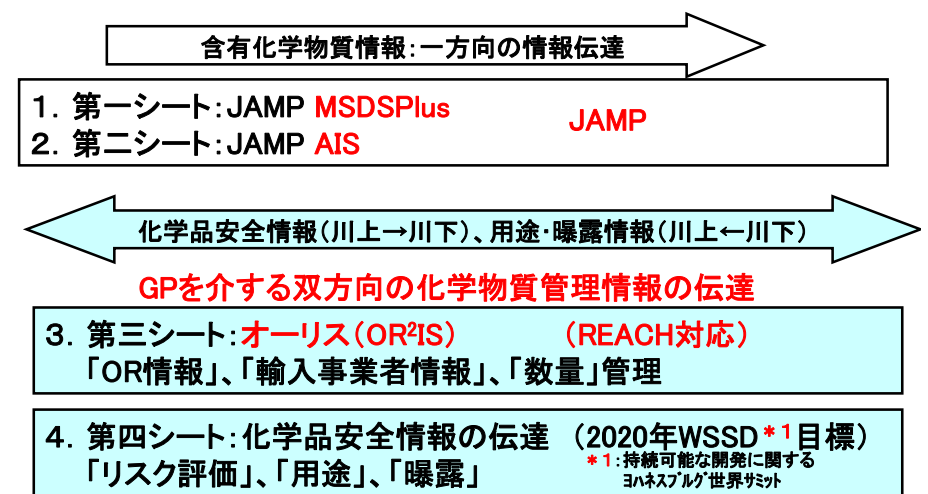 含有化学物質情報:一方向の情報伝達
1. 第一シート:JAMP MSDSPlus JAMP
2. 第二シート:JAMP AIS
化学品安全情報(川上→川下)、用途・曝露情報(川上←川下)
GPを介する双方向の化学物質管理情報の伝達
3. 第三シート:オーリス(OR²IS) (REACH対応)
「OR情報」、「輸入事業者情報」、「数量」管理
4. 第四シート:化学品安全情報の伝達 (2020年WSSD*1目標)
「リスク評価」、「用途」、「曝露」
*1:持続可能な開発に関する
ヨハネスブルグ世界サミット